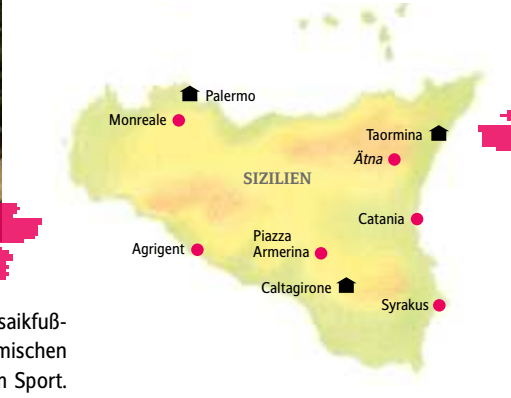 Palermo
Monreale
Taormina
Ätna
SIZILIEN
Catania
Piazza
Armerina
Agrigent
Caltagirone
Syrakus
saikfuß-
mischen
Sport.